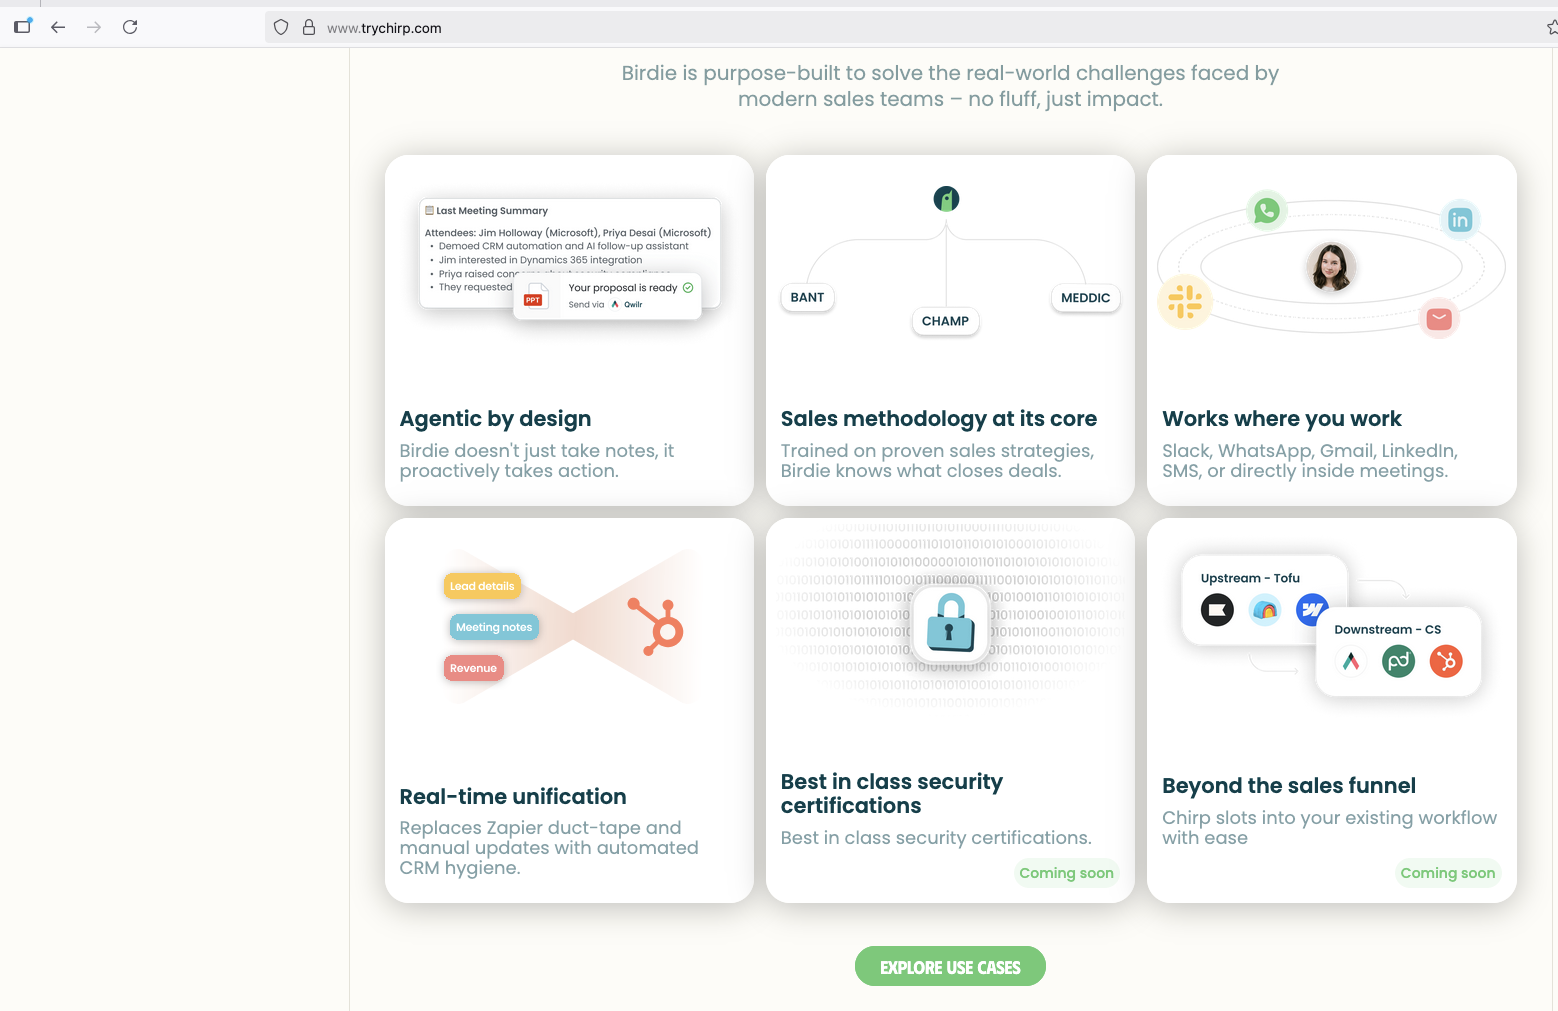 www.trychirp.com
Birdie is purpose-built to solve the real-world challenges faced by
modern sales teams – no fluff, just impact.
Last Meeting Summary
Attendees: Jim Holloway (Microsoft), Priya Desai (Microsoft)
• Demoed CRM automation and AI follow-up assistant
• Jim interested in Dynamics 365 integration
• Priya raised concerns about security compliance
• They requested
PPT
Your proposal is ready
Send via Qwilr
Agentic by design
Birdie doesn't just take notes, it
proactively takes action.
BANT
CHAMP
MEDDIC
Sales methodology at its core
Trained on proven sales strategies,
Birdie knows what closes deals.
in
Works where you work
Slack, WhatsApp, Gmail, LinkedIn,
SMS, or directly inside meetings.
Lead details
Meeting notes
Revenue
Real-time unification
Replaces Zapier duct-tape and
manual updates with automated
CRM hygiene.
Best in class security
certifications
Best in class security certifications.
Coming soon
Upstream - Tofu
Downstream - CS
pd
Beyond the sales funnel
Chirp slots into your existing workflow
with ease
Coming soon
EXPLORE USE CASES